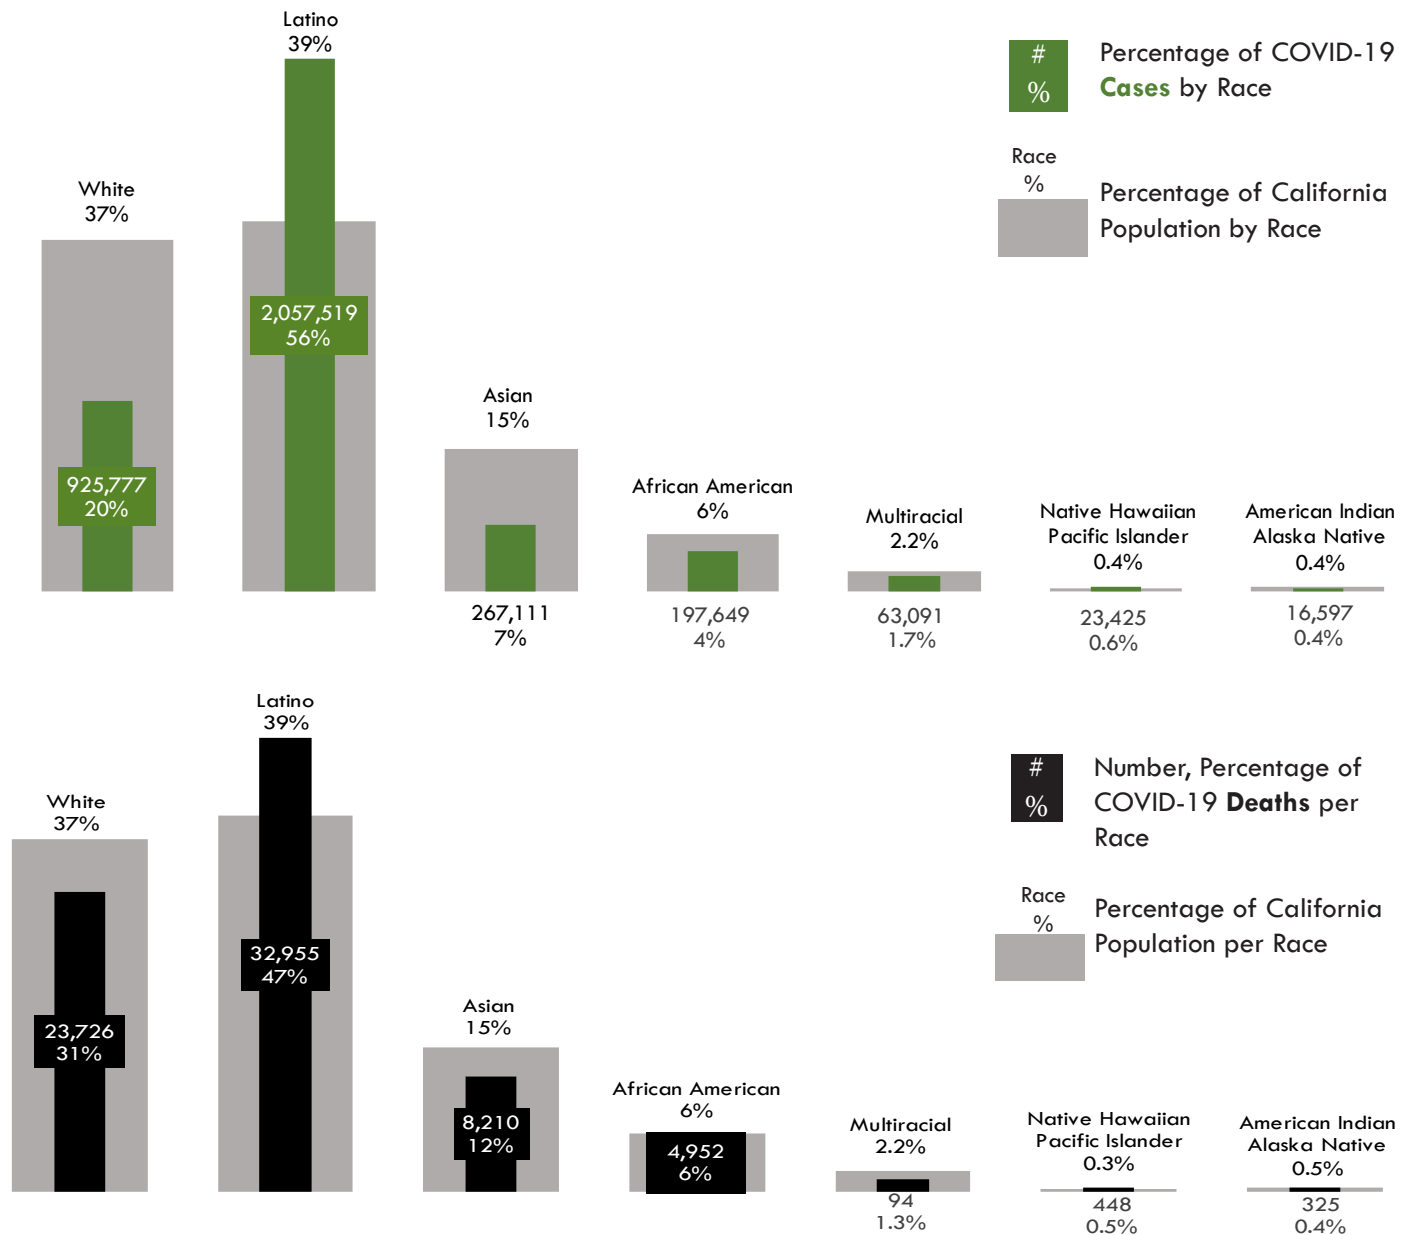 Latino
39%
#
%
Percentage of COVID-19
Cases by Race
Race
%
Percentage of California
Population by Race
White
37%
2,057,519
56%
Asian
15%
925,777
20%
African American
6%
Multiracial
2.2%
Native Hawaiian
Pacific Islander
0.4%
American Indian
Alaska Native
0.4%
267,111
7%
197,649
4%
63,091
1.7%
23,425
0.6%
16,597
0.4%
Latino
39%
#
%
Number, Percentage of
COVID-19 Deaths per
Race
White
37%
Race
%
Percentage of California
Population per Race
32,955
47%
Asian
15%
23,726
31%
African American
6%
8,210
12%
4,952
6%
Multiracial
2.2%
Native Hawaiian
Pacific Islander
0.3%
American Indian
Alaska Native
0.5%
94
1.3%
448
0.5%
325
0.4%